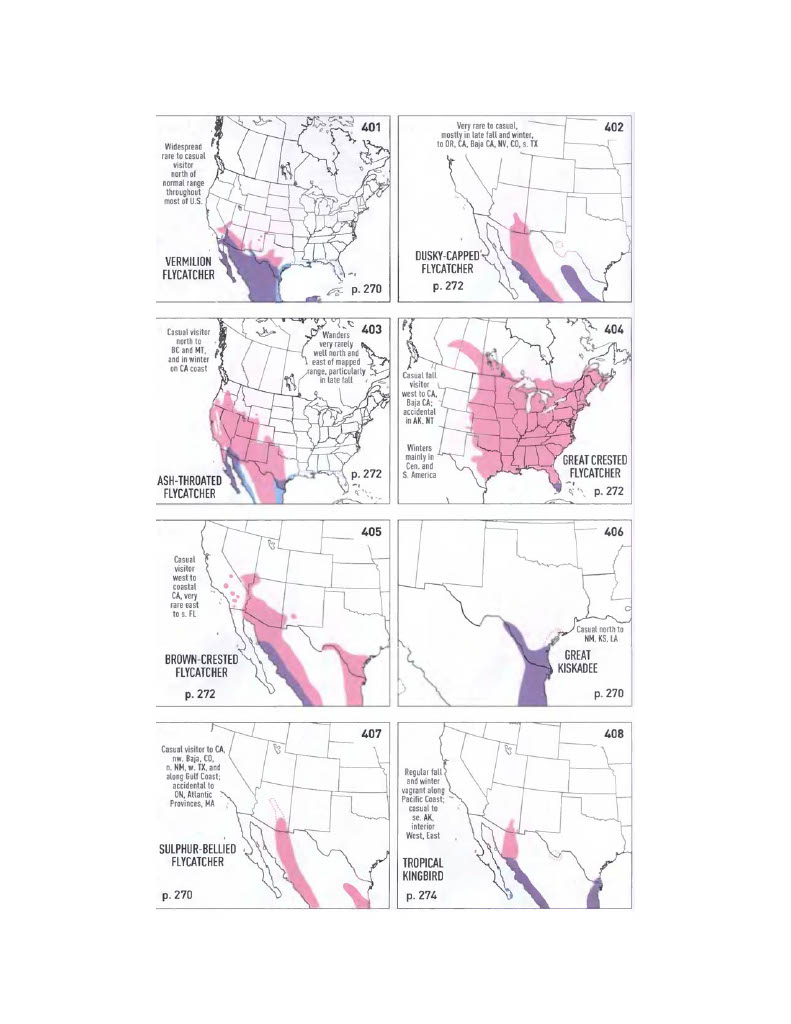 401
Widespread
rare to casual
visitor
north of
normal range
throughout
most of U.S.
VERMILION
FLYCATCHER
p. 270
402
Very rare to casual,
mostly in late fall and winter,
to OR, CA, Baja CA, NV, CO, s. TX
DUSKY-CAPPED
FLYCATCHER
p. 272
403
Casual visitor
north to
BC and MT,
and in winter
on CA coast
Wanders
very rarely
well north and
east of mapped
range, particularly
in late fall
ASH-THROATED
FLYCATCHER
p. 272
404
Casual fall
visitor
west to CA,
Baja CA;
accidental
in AK, NT
Winters
mainly in
Cen. and
S. America
GREAT CRESTED
FLYCATCHER
p. 272
405
Casual
visitor
west to
coastal
CA, very
rare east
to s. FL
BROWN-CRESTED
FLYCATCHER
p. 272
406
Casual north to
NM, KS, LA
GREAT
KISKADEE
p. 270
407
Casual visitor to CA,
nw. Baja, CO,
n. NM, w. TX, and
along Gulf Coast;
accidental to
ON, Atlantic
Provinces, MA
SULPHUR-BELLIED
FLYCATCHER
p. 270
408
Regular fall
and winter
vagrant along
Pacific Coast;
casual to
se. AK,
interior
West, East
TROPICAL
KINGBIRD
p. 274